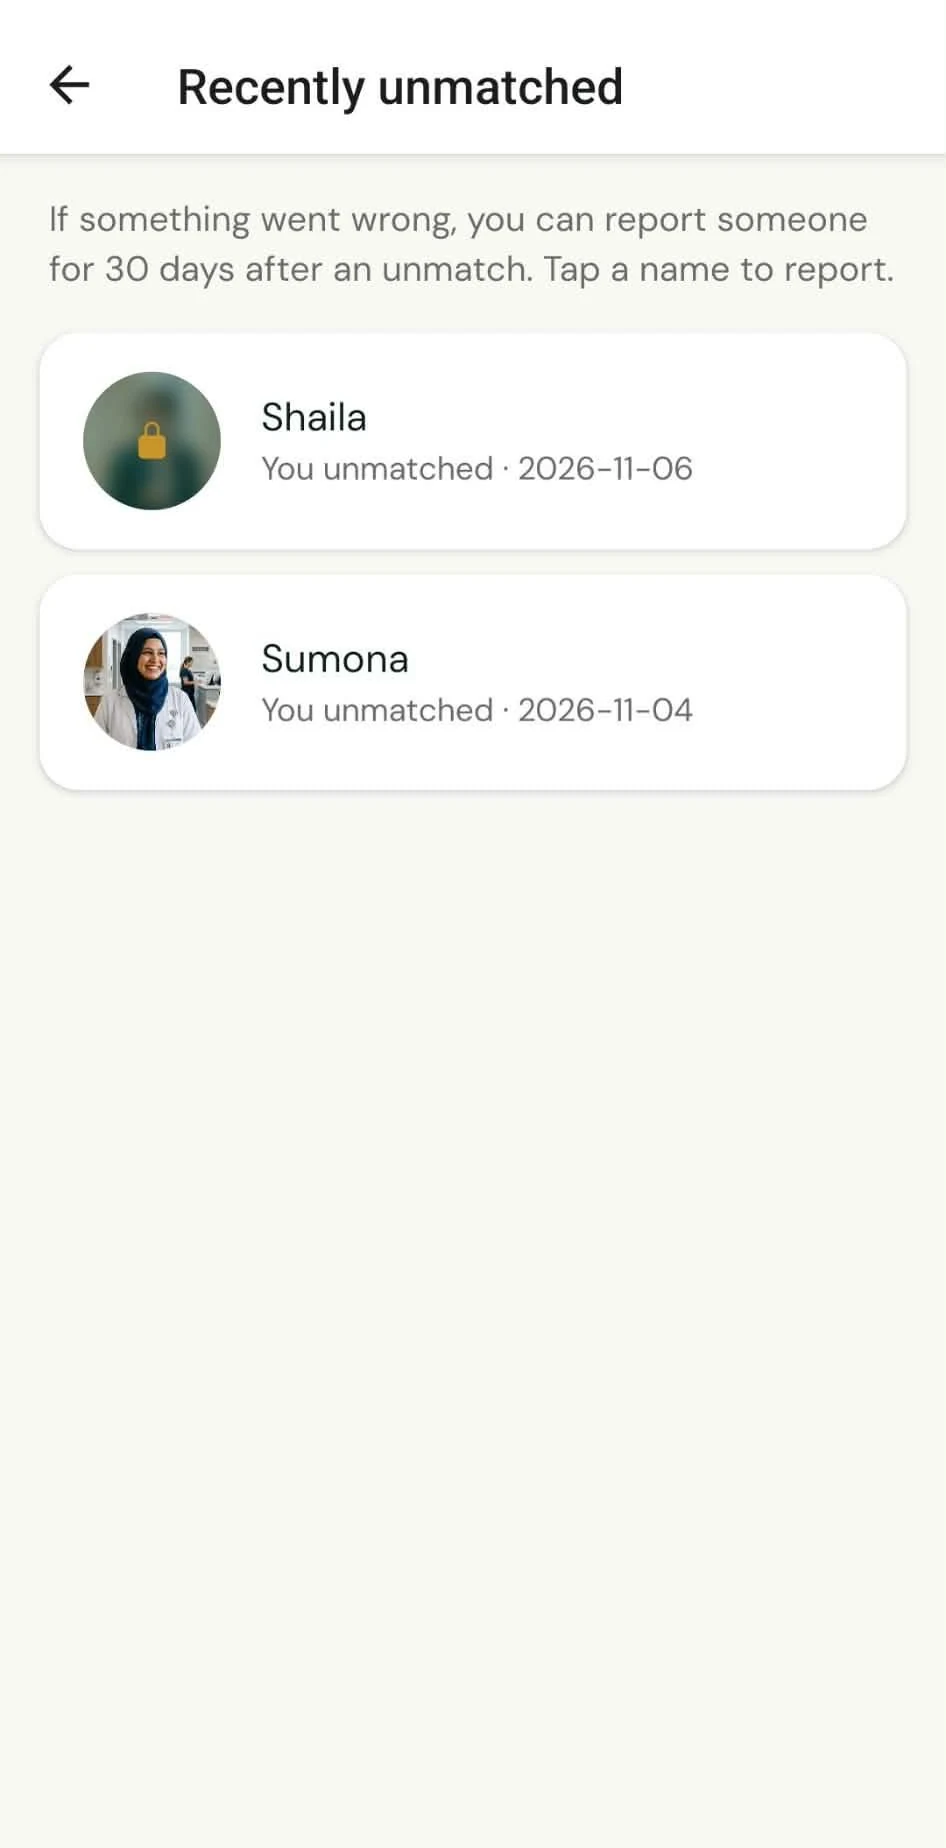 Recently unmatched
If something went wrong, you can report someone
for 30 days after an unmatch. Tap a name to report.
Shaila
You unmatched · 2026-11-06
Sumona
You unmatched · 2026-11-04